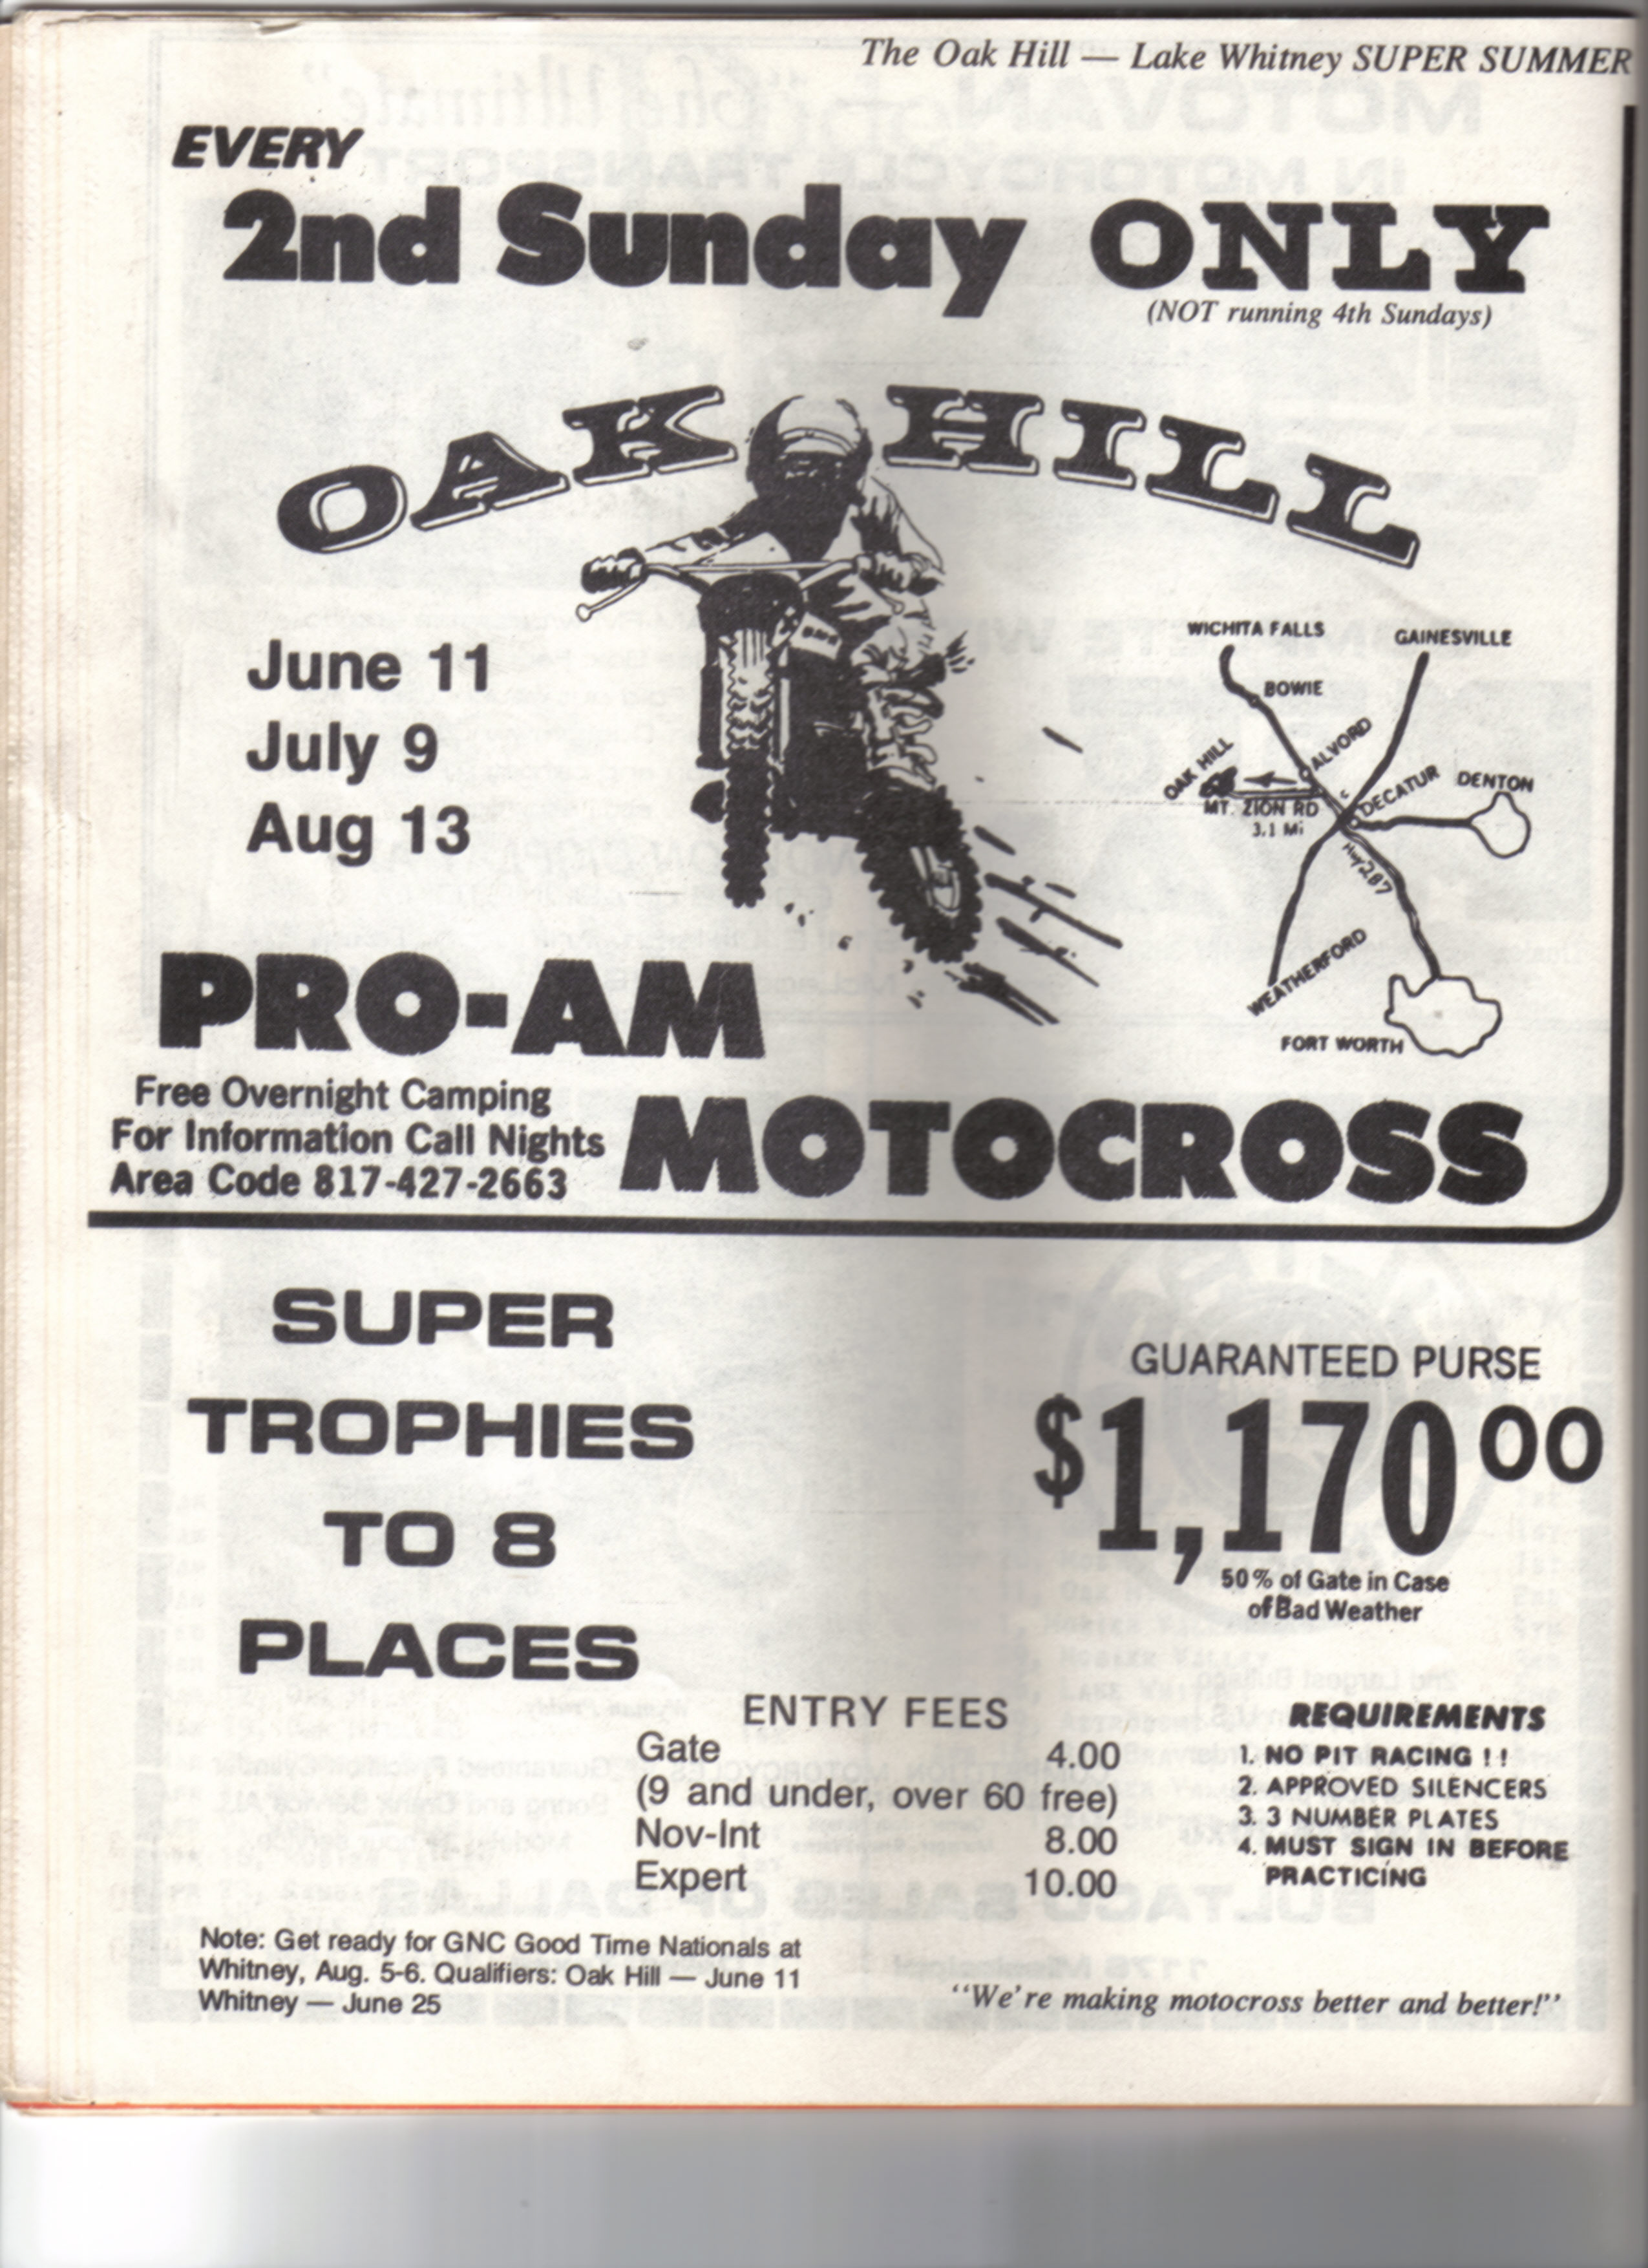 The Oak Hill — Lake Whitney SUPER SUMMER
EVERY
2nd Sunday ONLY
(NOT running 4th Sundays)
OAK HILL
June 11
July 9
Aug 13
WICHITA FALLS
GAINESVILLE
BOWIE
ALVORD
OAK HILL
MT. ZION RD
3.1 Mi
DECATUR
DENTON
Hwy 287
WEATHERFORD
FORT WORTH
PRO-AM
MOTOCROSS
Free Overnight Camping
For Information Call Nights
Area Code 817-427-2663
SUPER
TROPHIES
TO 8
PLACES
GUARANTEED PURSE
$1,170 00
50% of Gate in Case
of Bad Weather
ENTRY FEES
Gate 4.00
(9 and under, over 60 free)
Nov-Int 8.00
Expert 10.00
REQUIREMENTS
1. NO PIT RACING !!
2. APPROVED SILENCERS
3. 3 NUMBER PLATES
4. MUST SIGN IN BEFORE
PRACTICING
Note: Get ready for GNC Good Time Nationals at
Whitney, Aug. 5-6. Qualifiers: Oak Hill — June 11
Whitney — June 25
"We're making motocross better and better!"